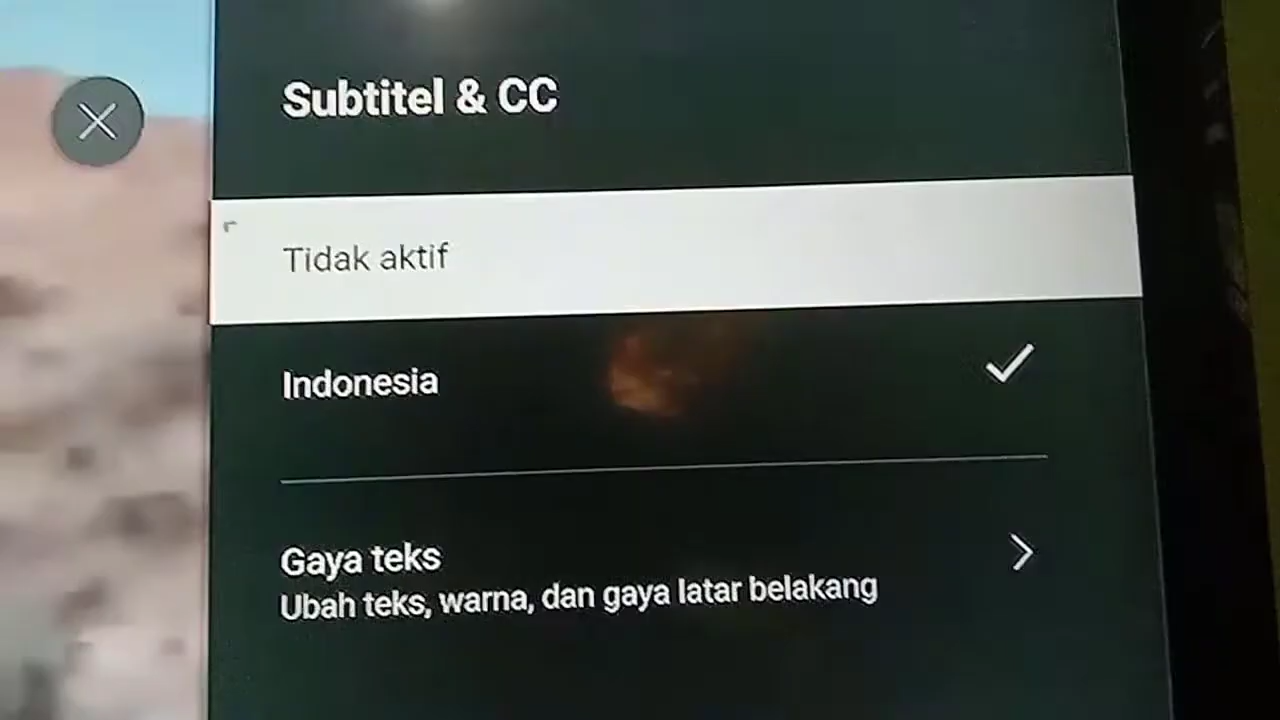 Subtitel & CC
Tidak aktif
Indonesia
Gaya teks
Ubah teks, warna, dan gaya latar belakang